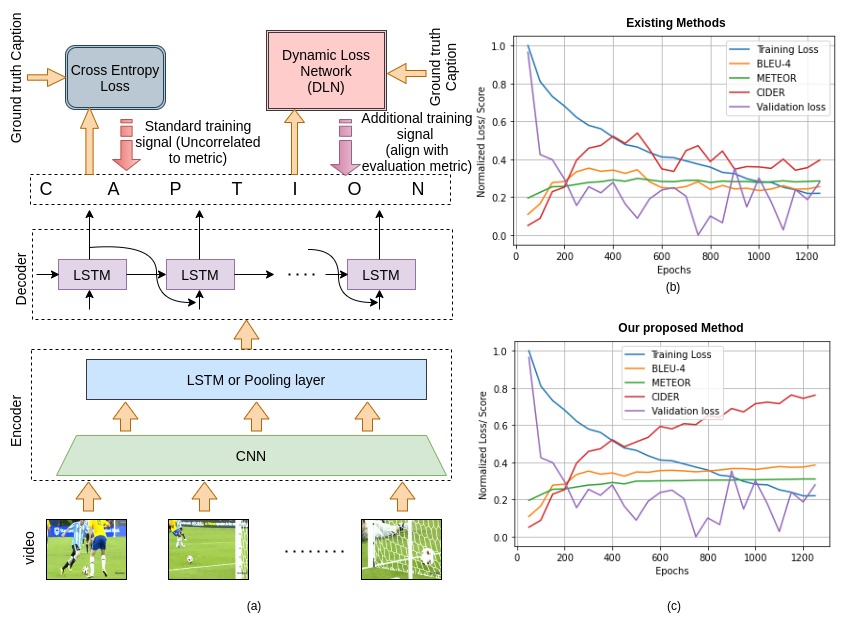 Ground truth Caption
Cross Entropy
Loss
Dynamic Loss
Network
(DLN)
Ground truth
Caption
Standard training
signal (Uncorrelated
to metric)
Additional training
signal
(align with
evaluation metric)
C A P T I O N
Decoder
LSTM
LSTM
LSTM
Encoder
LSTM or Pooling layer
CNN
video
(a)
Existing Methods
Normalized Loss/ Score
1.0
0.8
0.6
0.4
0.2
0.0
Training Loss
BLEU-4
METEOR
CIDER
Validation loss
0 200 400 600 800 1000 1200
Epochs
(b)
Our proposed Method
Normalized Loss/ Score
1.0
0.8
0.6
0.4
0.2
0.0
Training Loss
BLEU-4
METEOR
CIDER
Validation loss
0 200 400 600 800 1000 1200
Epochs
(c)